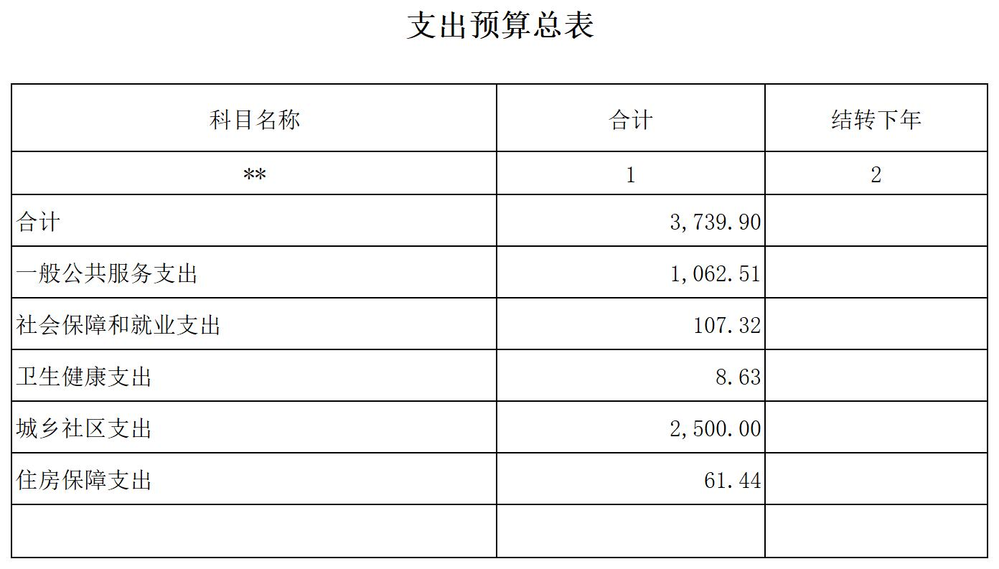 支出预算总表
科目名称 合计 结转下年
** 1 2
合计 3,739.90
一般公共服务支出 1,062.51
社会保障和就业支出 107.32
卫生健康支出 8.63
城乡社区支出 2,500.00
住房保障支出 61.44